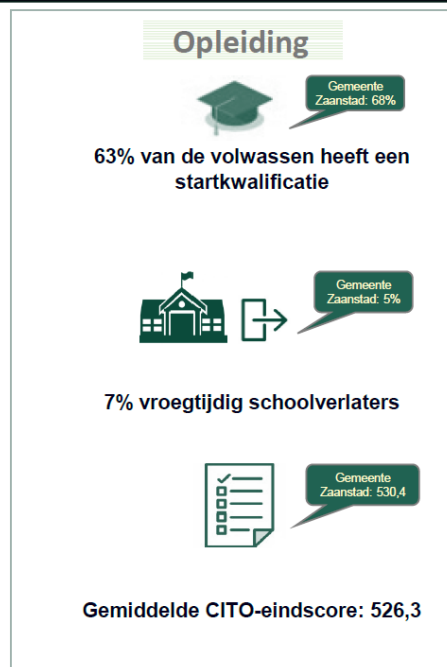 Opleiding
Gemeente
Zaanstad: 68%
63% van de volwassen heeft een
startkwalificatie
Gemeente
Zaanstad: 5%
7% vroegtijdig schoolverlaters
Gemeente
Zaanstad: 530,4
Gemiddelde CITO-eindscore: 526,3